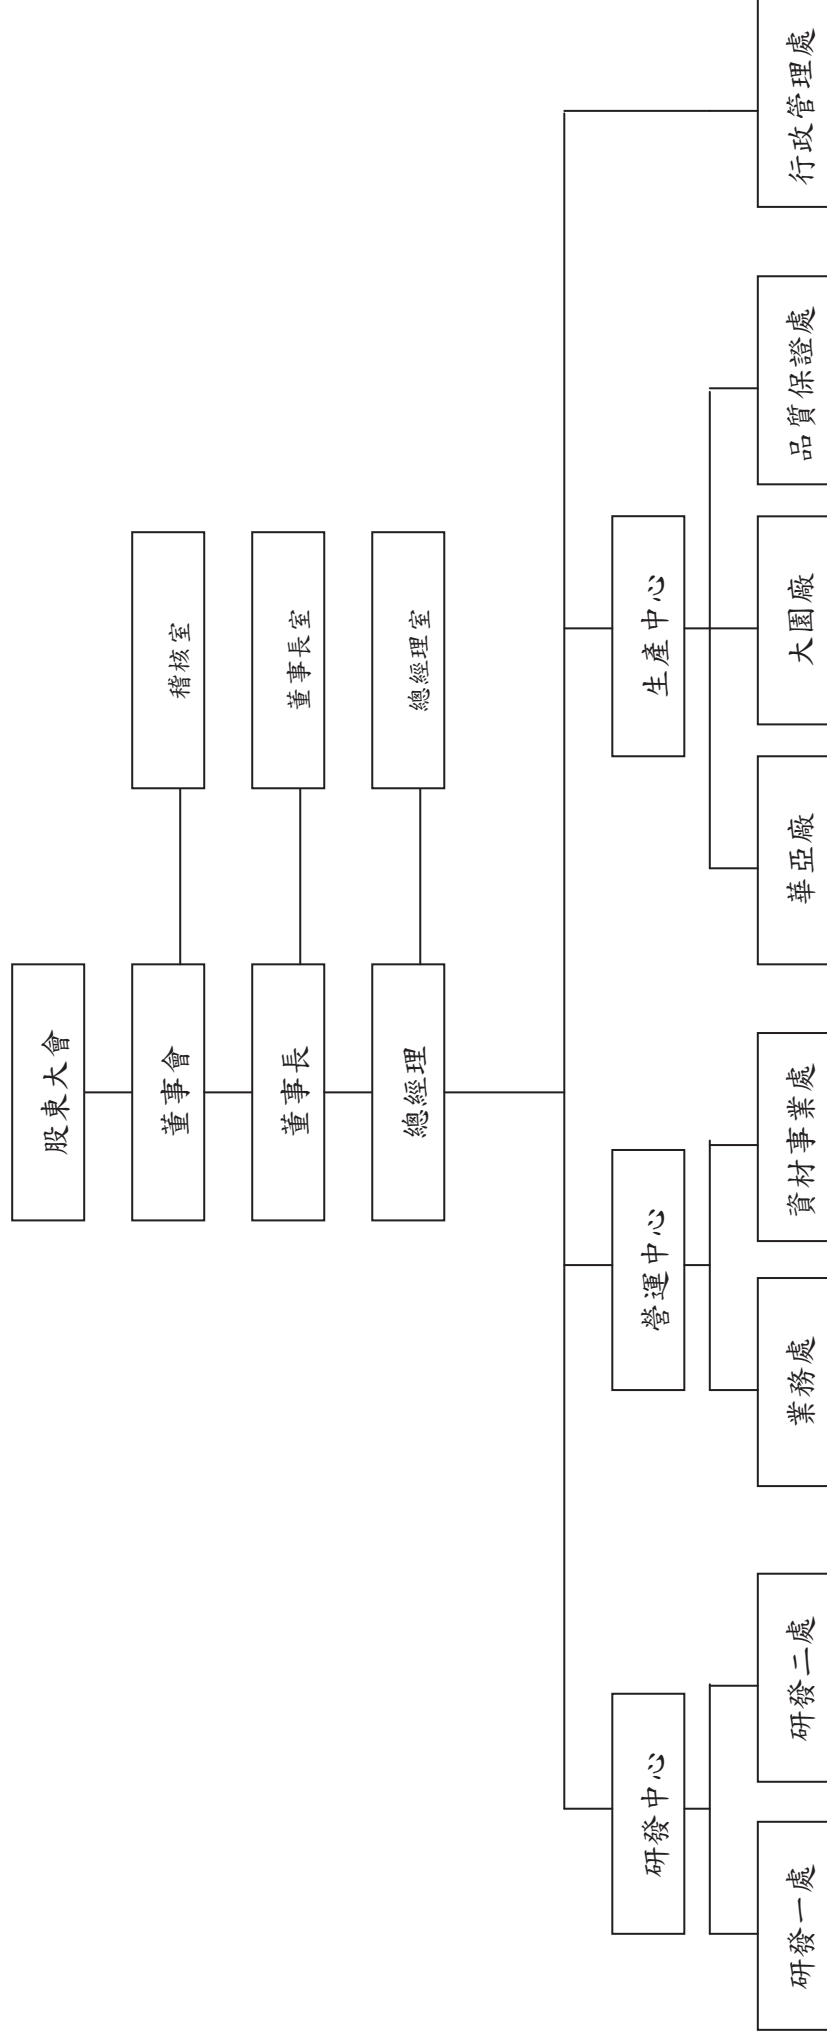 股東大會
董事會
稽核室
董事長
董事長室
總經理
總經理室
研發中心
營運中心
生產中心
研發一處
研發二處
業務處
資材事業處
華亞廠
大園廠
品質保證處
行政管理處